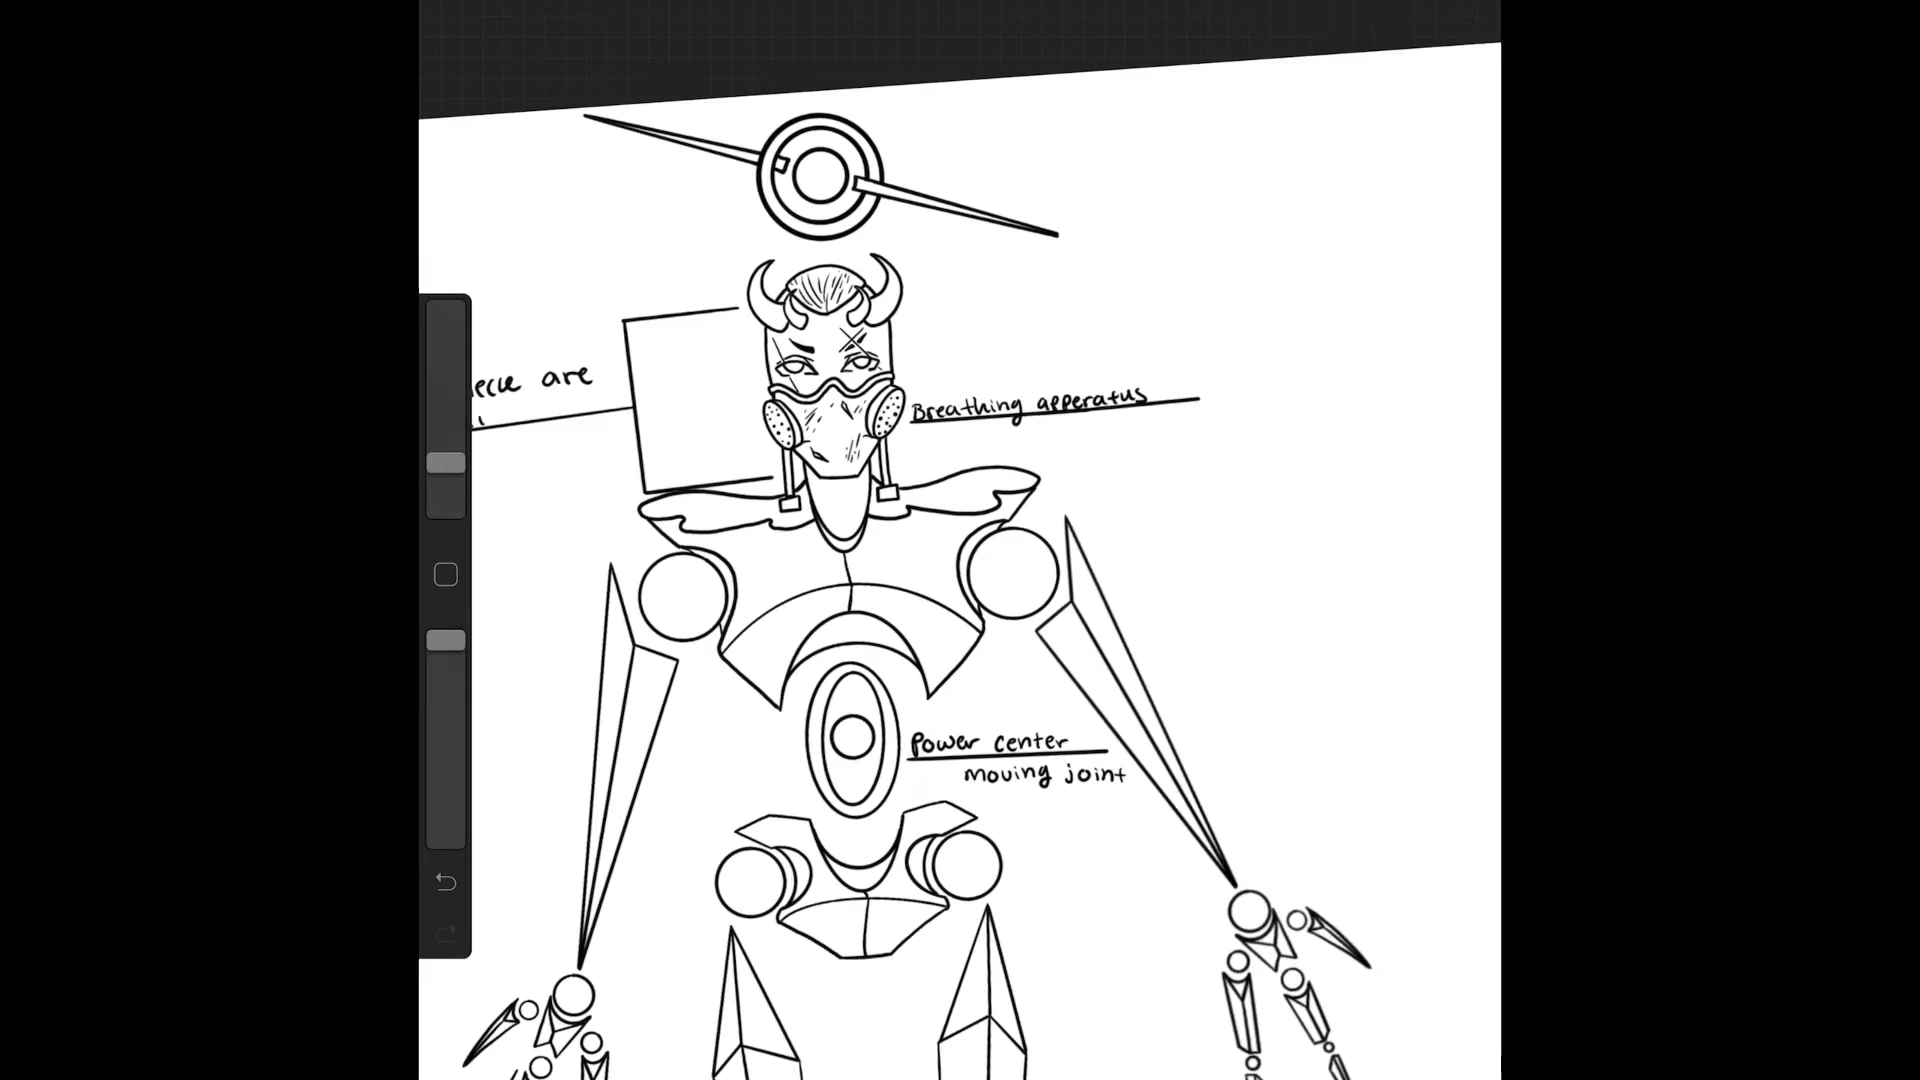 are
Breathing apperatus
Power center
moving joint